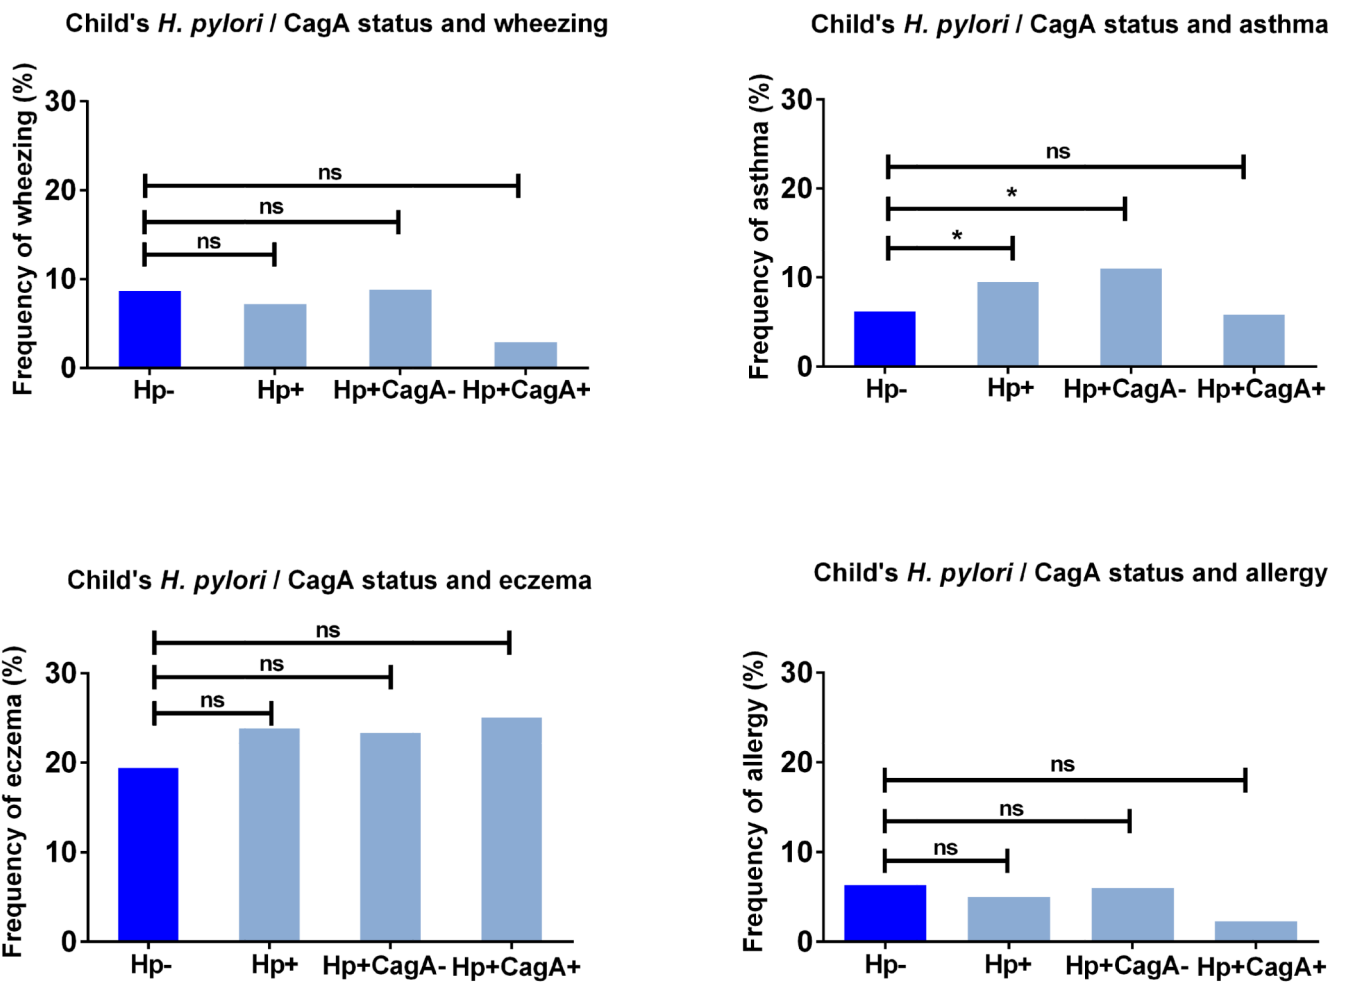 Child's H. pylori / CagA status and wheezing
Frequency of wheezing (%)
30
20
10
0
ns
ns
ns
Hp- Hp+ Hp+CagA- Hp+CagA+
Child's H. pylori / CagA status and asthma
Frequency of asthma (%)
30
20
10
0
ns
*
*
Hp- Hp+ Hp+CagA- Hp+CagA+
Child's H. pylori / CagA status and eczema
Frequency of eczema (%)
30
20
10
0
ns
ns
ns
Hp- Hp+ Hp+CagA- Hp+CagA+
Child's H. pylori / CagA status and allergy
Frequency of allergy (%)
30
20
10
0
ns
ns
ns
Hp- Hp+ Hp+CagA- Hp+CagA+